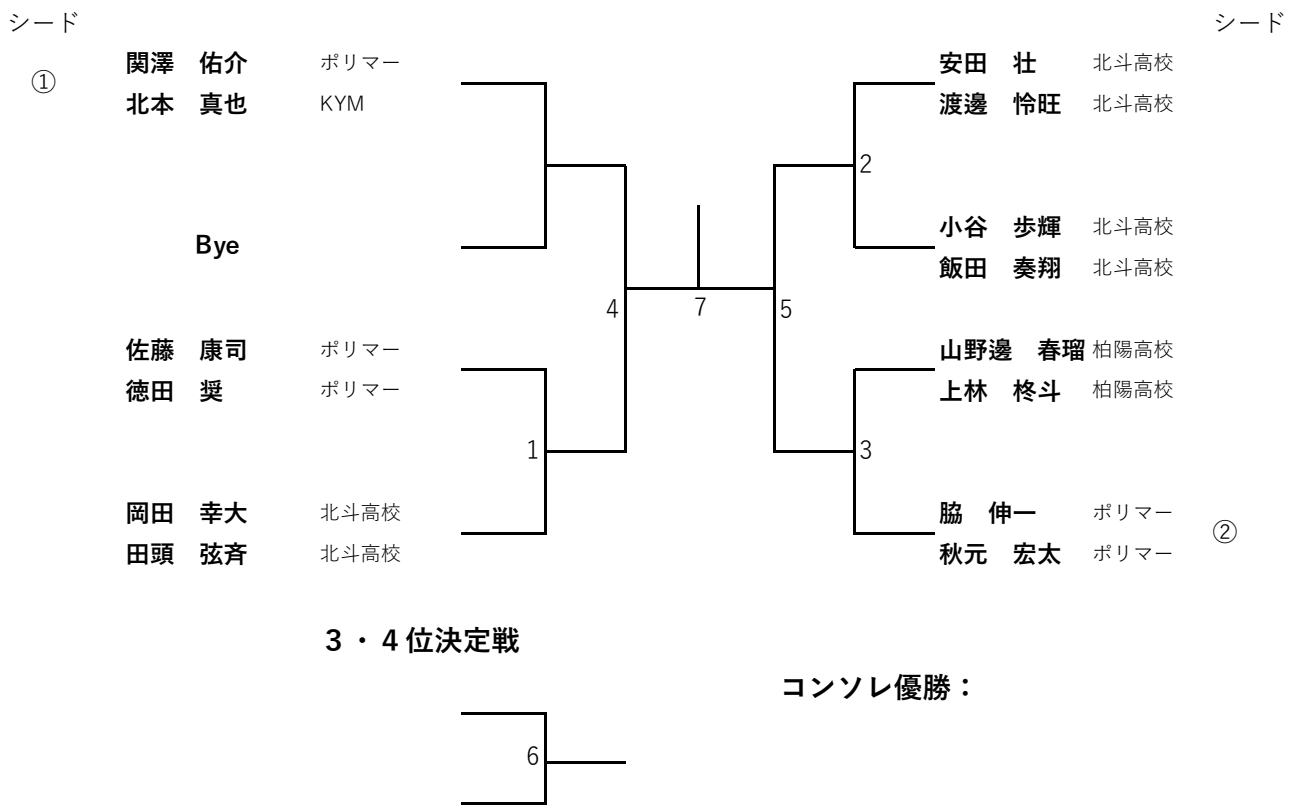 シード
シード
①
関澤　佑介　ポリマー
北本　真也　KYM
Bye
佐藤　康司　ポリマー
徳田　奨　ポリマー
岡田　幸大　北斗高校
田頭　弦斉　北斗高校
1
4
7
5
2
3
安田　壮　北斗高校
渡邊　怜旺　北斗高校
小谷　歩輝　北斗高校
飯田　奏翔　北斗高校
山野邊　春瑠　柏陽高校
上林　柊斗　柏陽高校
脇　伸一　ポリマー
秋元　宏太　ポリマー
②
３・４位決定戦
コンソレ優勝：
6